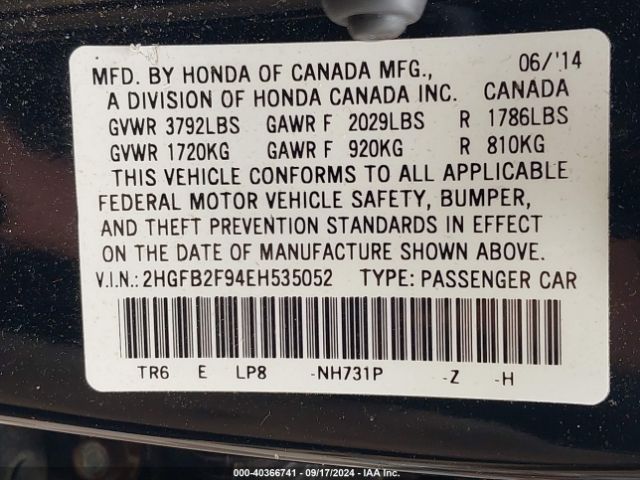 06/'14
MFD. BY HONDA OF CANADA MFG.,
A DIVISION OF HONDA CANADA INC. CANADA
GVWR 3792LBS GAWR F 2029LBS R 1786LBS
GVWR 1720KG GAWR F 920KG R 810KG
THIS VEHICLE CONFORMS TO ALL APPLICABLE
FEDERAL MOTOR VEHICLE SAFETY, BUMPER,
AND THEFT PREVENTION STANDARDS IN EFFECT
ON THE DATE OF MANUFACTURE SHOWN ABOVE.
V.I.N.: 2HGFB2F94EH535052 TYPE: PASSENGER CAR
TR6 E LP8 -NH731P -Z -H
000-40366741 - 09/17/2024 - IAA Inc.